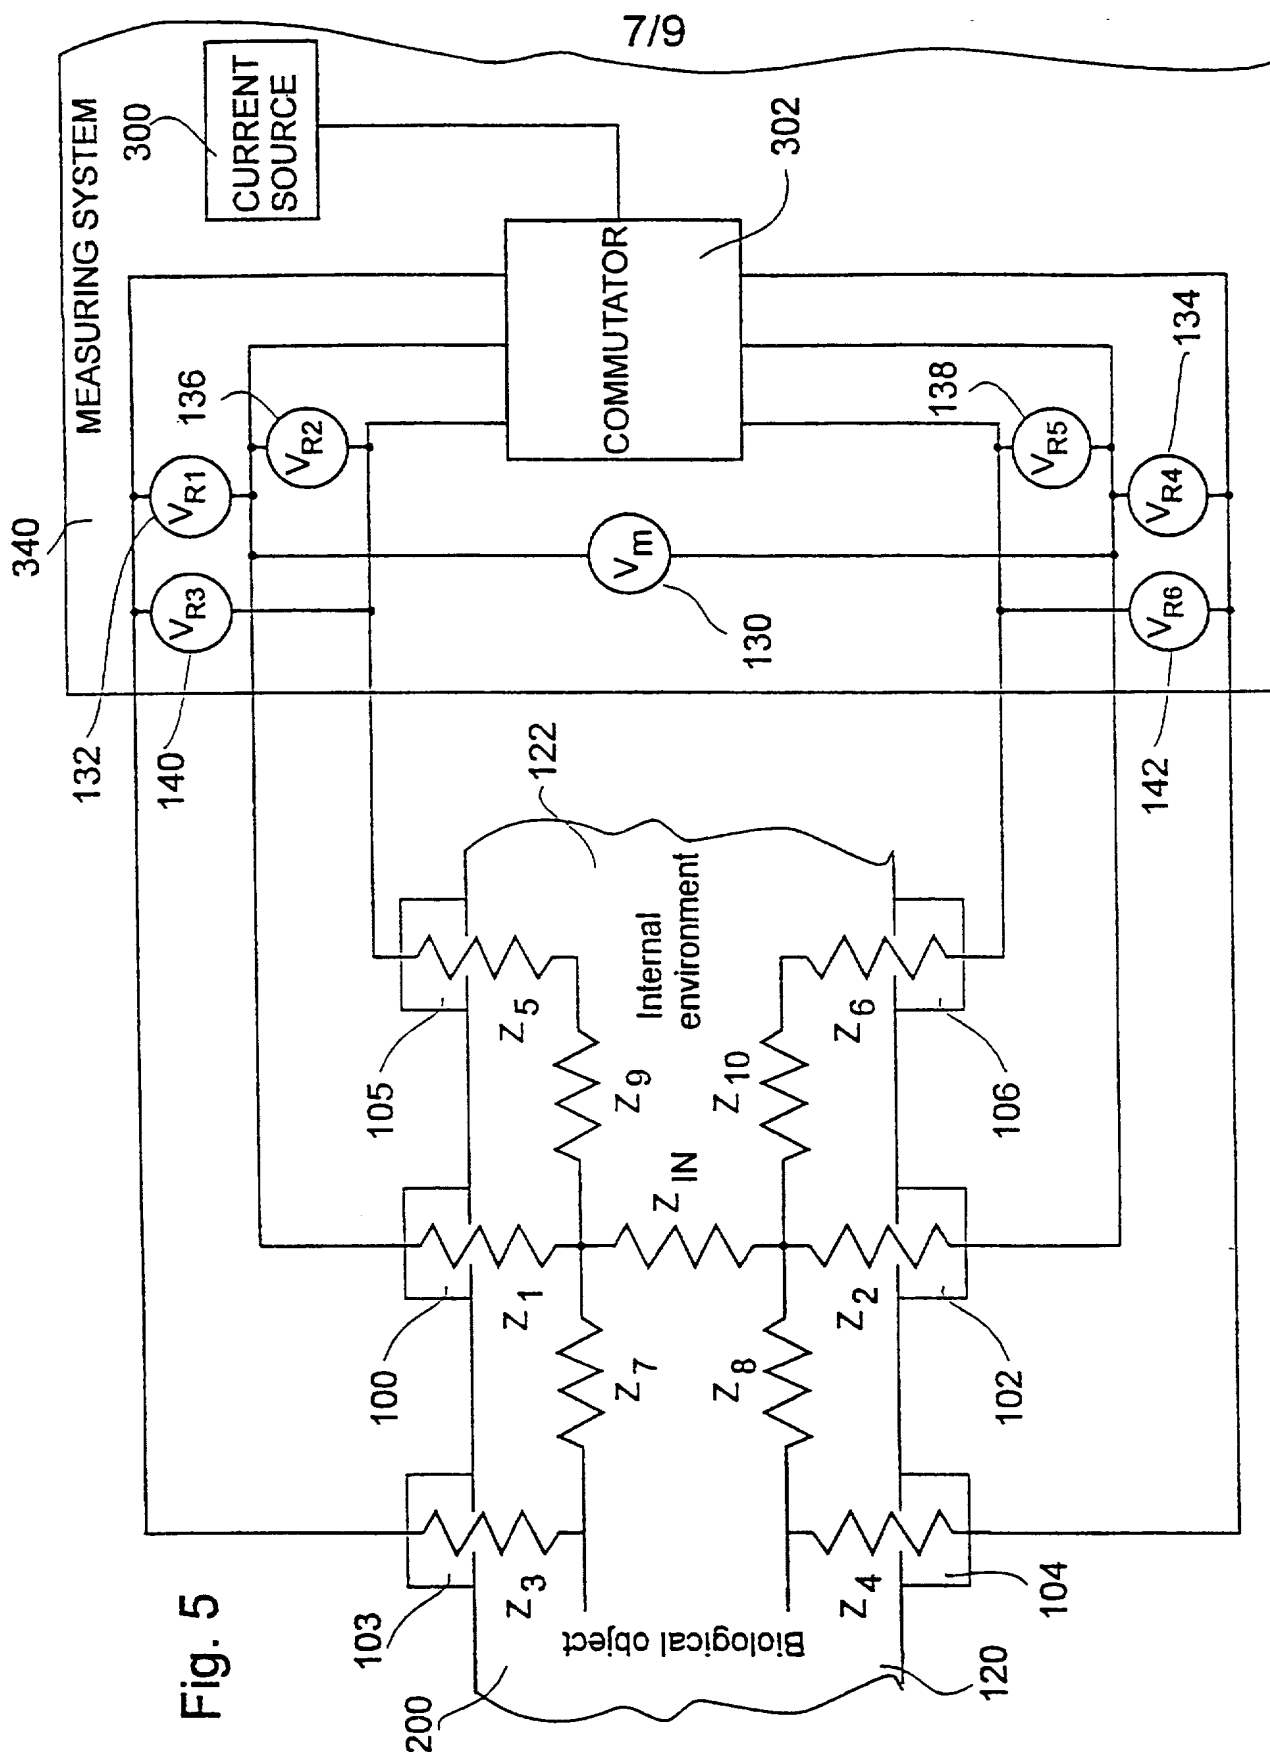 7/9
MEASURING SYSTEM
340
300
CURRENT
SOURCE
302
COMMUTATOR
136
138
134
132
140
130
142
VR1
VR2
VR3
Vm
VR5
VR4
VR6
122
Internal
environment
105
100
103
106
102
104
Z5
Z1
Z3
Z9
Z7
ZIN
Z10
Z8
Z6
Z2
Z4
Biological object
200
120
Fig. 5